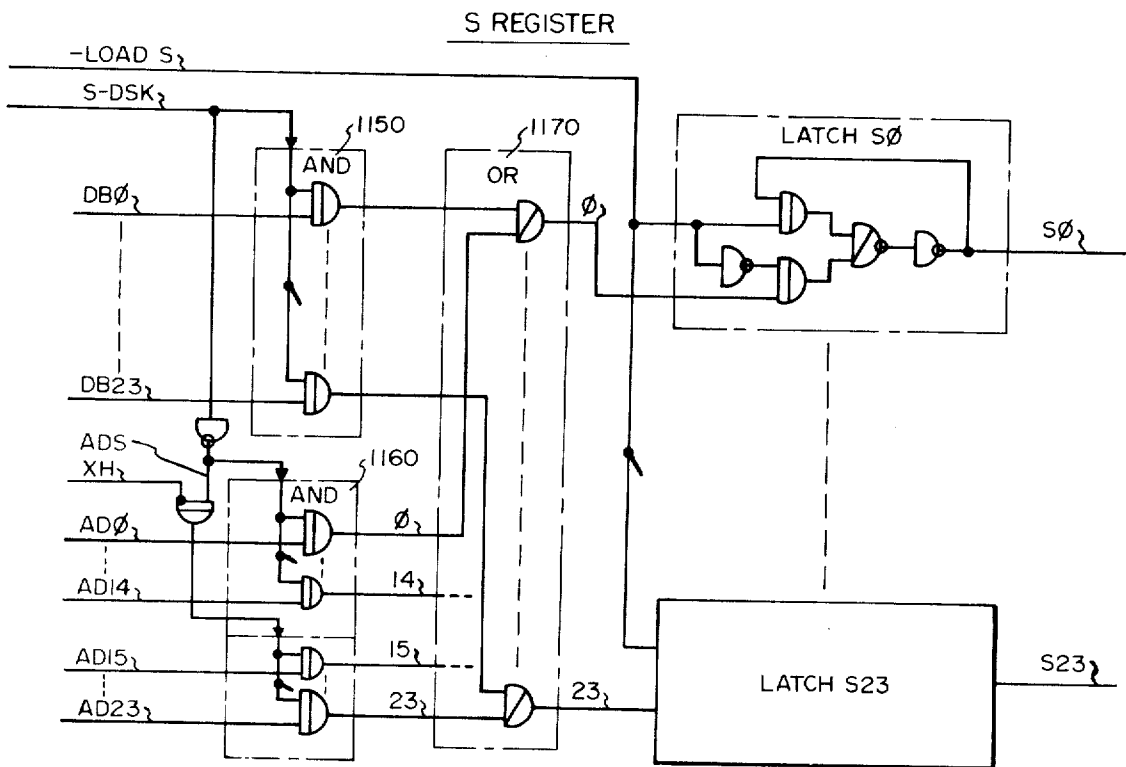 S REGISTER
-LOAD S
S-DSK
1150
1170
LATCH SØ
AND
OR
DBØ
Ø
SØ
DB23
ADS
XH
1160
AND
ADØ
Ø
AD14
14
AD15
15
LATCH S23
S23
AD23
23
23